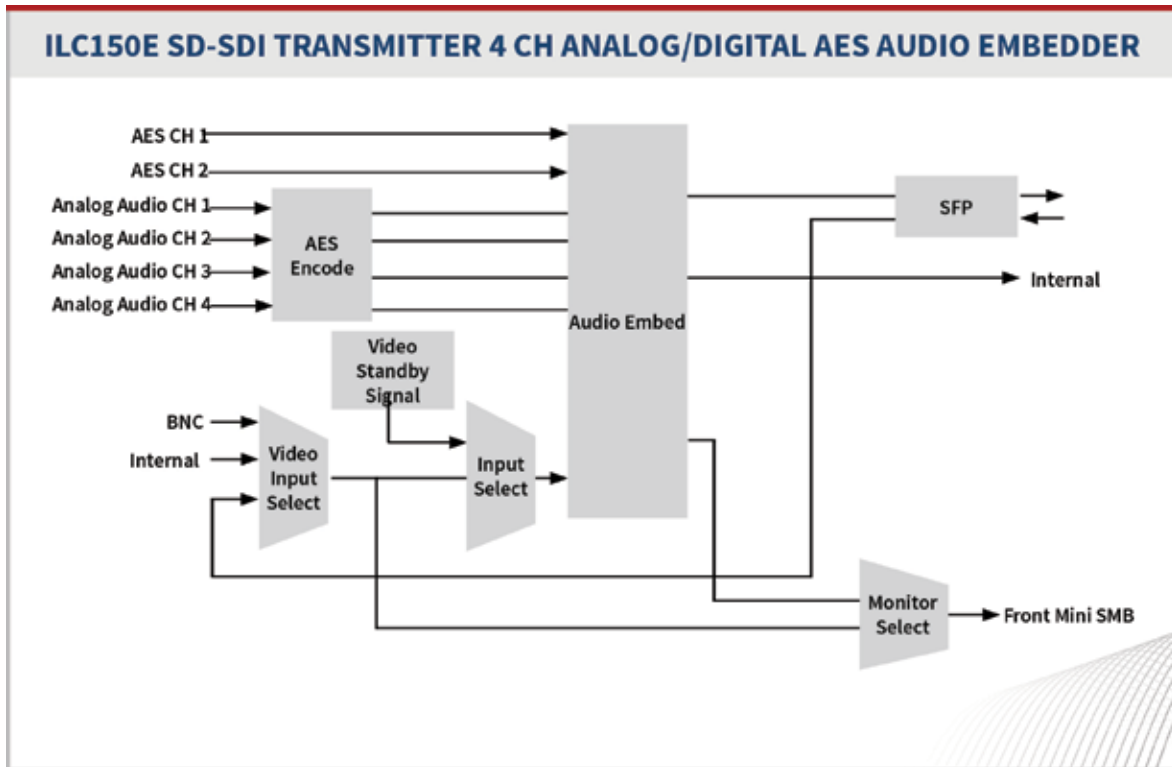 ILC150E SD-SDI TRANSMITTER 4 CH ANALOG/DIGITAL AES AUDIO EMBEDDER
AES CH 1
AES CH 2
Analog Audio CH 1
Analog Audio CH 2
Analog Audio CH 3
Analog Audio CH 4
AES
Encode
Audio Embed
SFP
Internal
Video
Standby
Signal
BNC
Internal
Video
Input
Select
Input
Select
Monitor
Select
Front Mini SMB